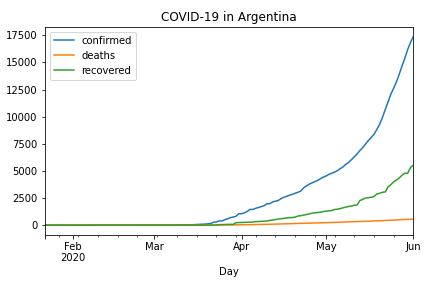 COVID-19 in Argentina
confirmed
deaths
recovered
17500
15000
12500
10000
7500
5000
2500
0
Feb
2020
Mar
Apr
May
Jun
Day